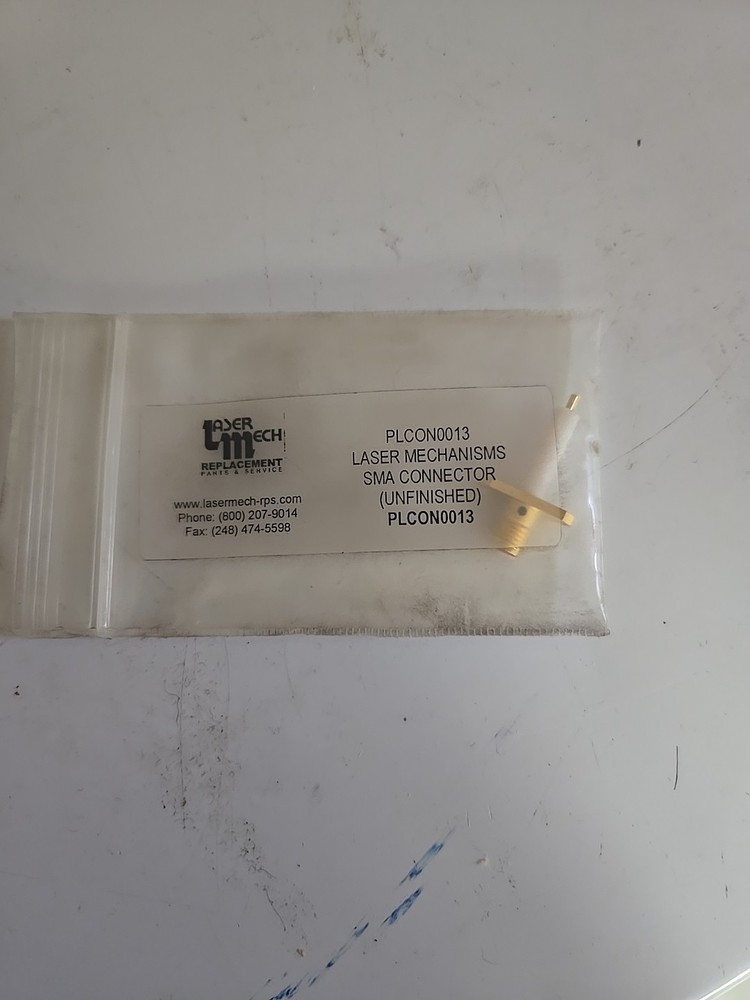 LASER
MECH
REPLACEMENT
PARTS & SERVICE
www.lasermech-rps.com
Phone: (800) 207-9014
Fax: (248) 474-5598
PLCON0013
LASER MECHANISMS
SMA CONNECTOR
(UNFINISHED)
PLCON0013